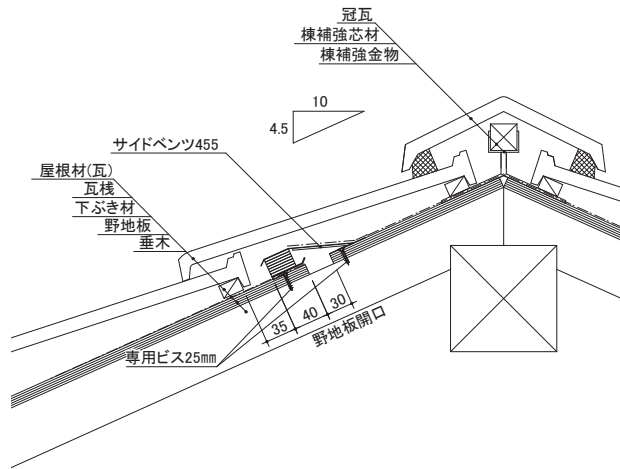 冠瓦
棟補強芯材
棟補強金物
10
4.5
サイドベンツ455
屋根材(瓦)
瓦桟
下ぶき材
野地板
垂木
35
40
30
野地板開口
専用ビス25mm